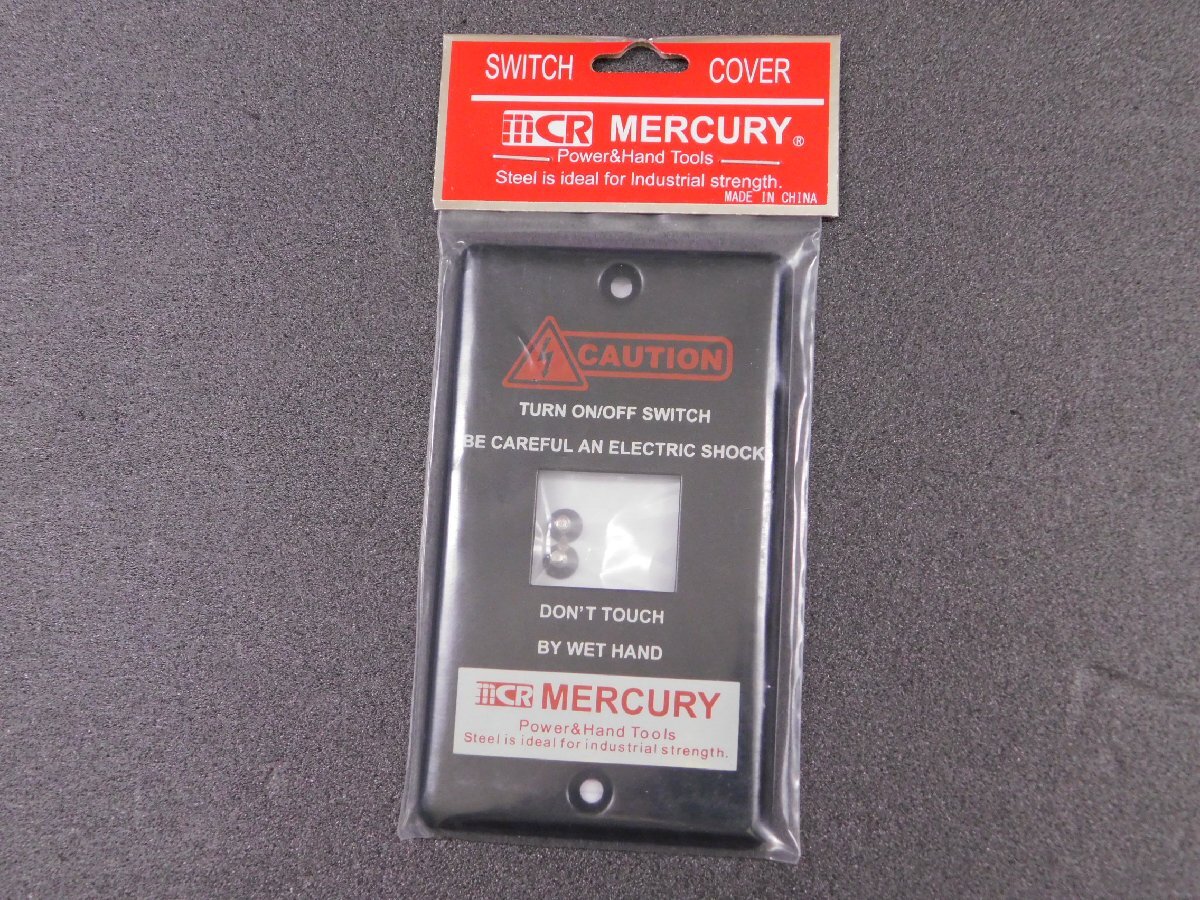 SWITCH COVER
mCR MERCURY®
Power&Hand Tools
Steel is ideal for Industrial strength.
MADE IN CHINA
CAUTION
TURN ON/OFF SWITCH
BE CAREFUL AN ELECTRIC SHOCK
DON'T TOUCH
BY WET HAND
mCR MERCURY
Power&Hand Tools
Steel is ideal for industrial strength.